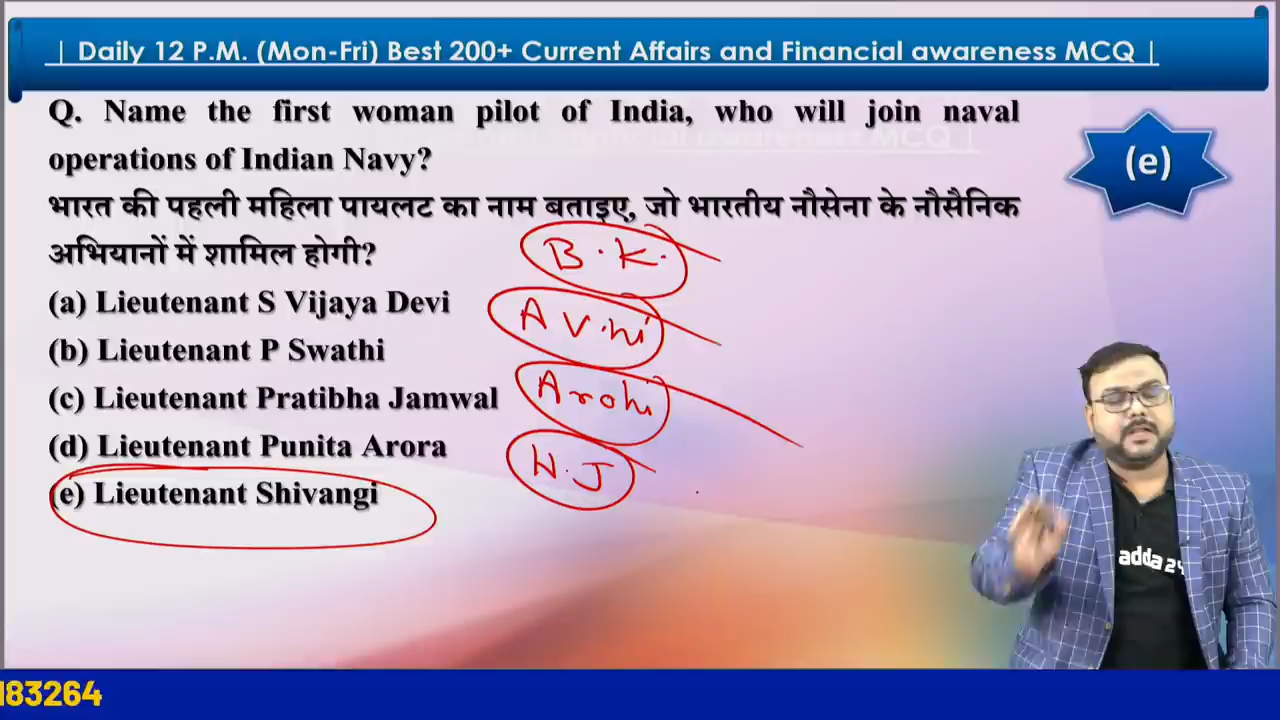 | Daily 12 P.M. (Mon-Fri) Best 200+ Current Affairs and Financial awareness MCQ |
Q. Name the first woman pilot of India, who will join naval
operations of Indian Navy?
भारत की पहली महिला पायलट का नाम बताइए, जो भारतीय नौसेना के नौसैनिक
अभियानों में शामिल होगी?
(a) Lieutenant S Vijaya Devi
(b) Lieutenant P Swathi
(c) Lieutenant Pratibha Jamwal
(d) Lieutenant Punita Arora
(e) Lieutenant Shivangi
B.K.
Arohi
H.J
(e)
adda 24
183264